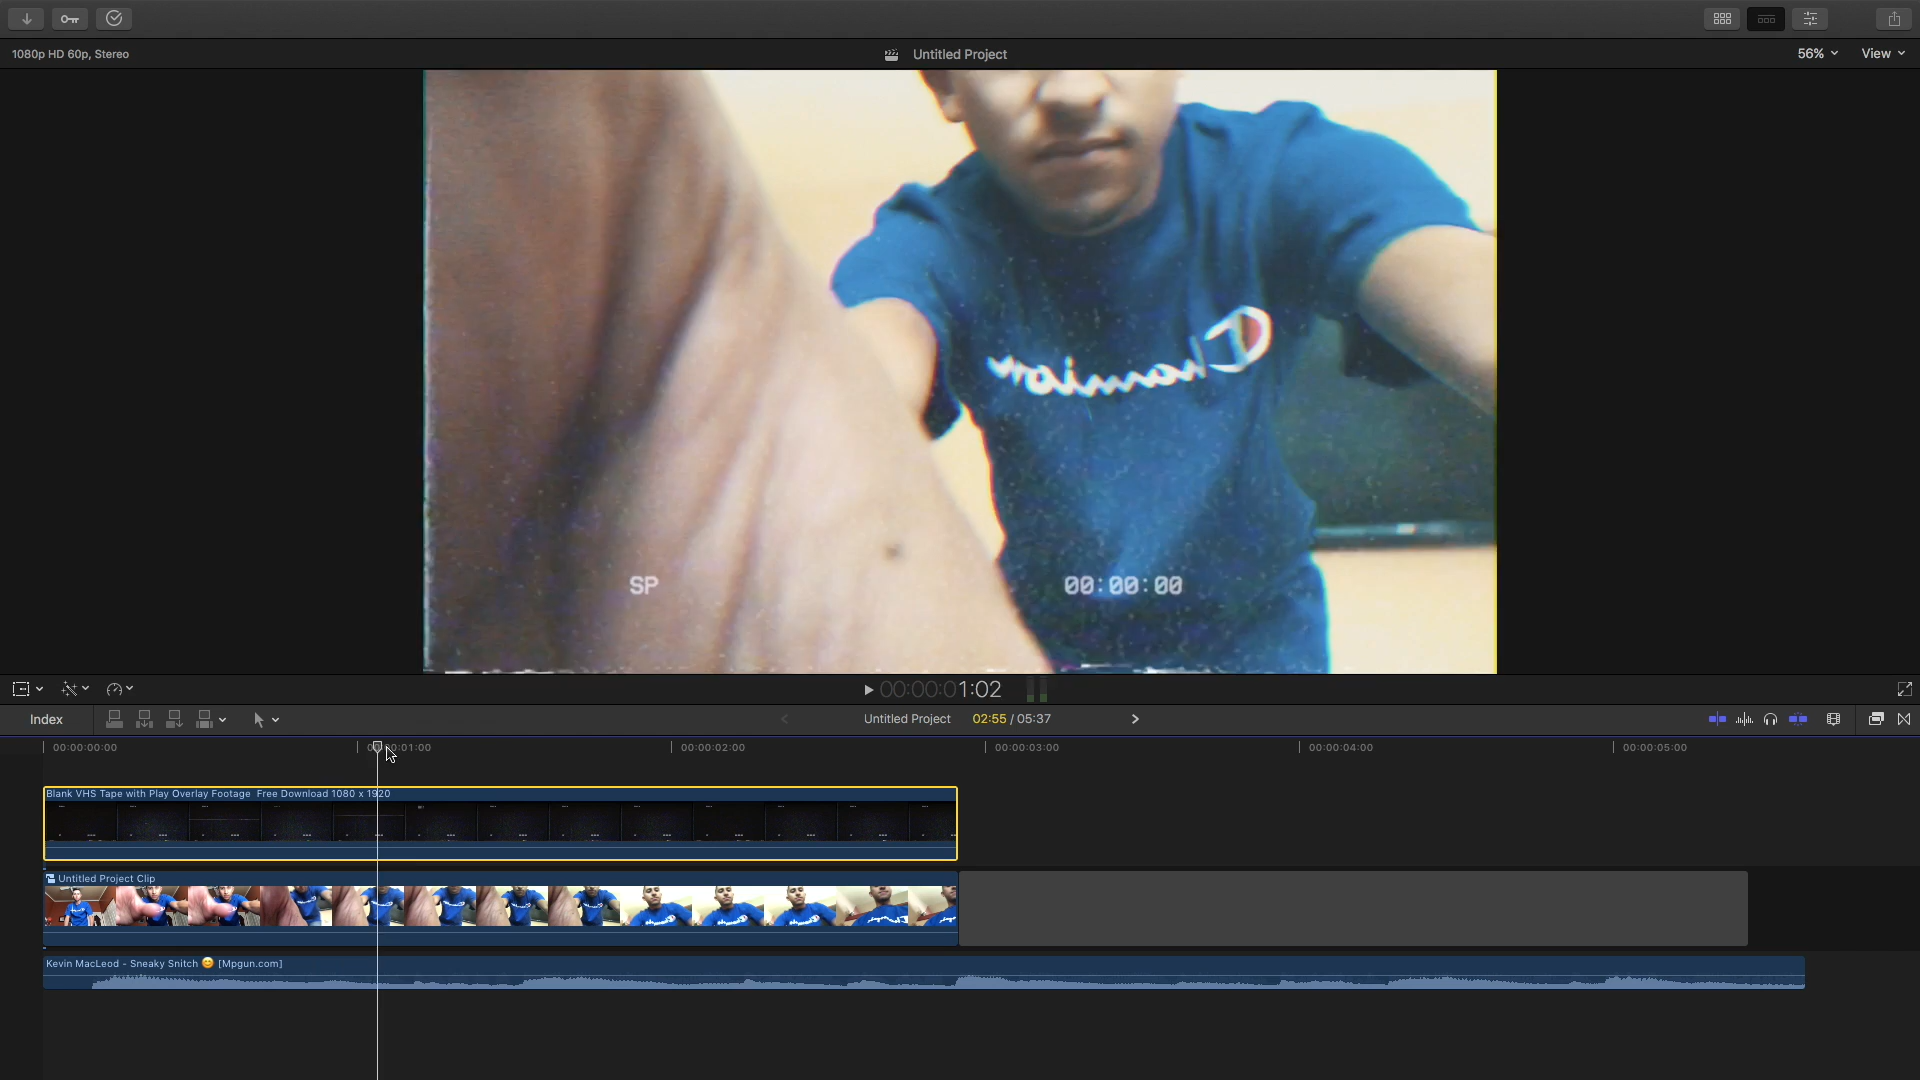 1080p HD 60p, Stereo
Untitled Project
56%
View
Champion
SP
00:00:00
00:00:01:02
Index
Untitled Project
02:55 / 05:37
00:00:00:00
00:00:01:00
00:00:02:00
00:00:03:00
00:00:04:00
00:00:05:00
Blank VHS Tape with Play Overlay Footage Free Download 1080 x 1920
Untitled Project Clip
Kevin MacLeod - Sneaky Snitch 😊 [Mpgun.com]